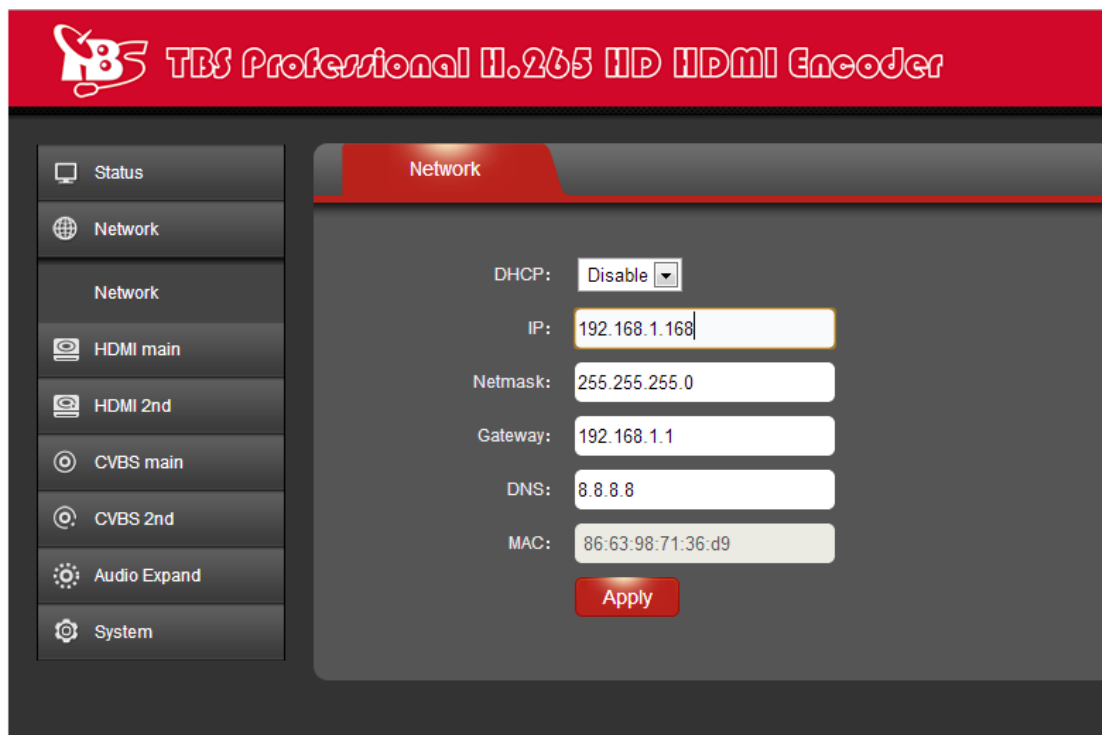 TBS TBS Professional H.265 HD HDMI Encoder
Status
Network
Network
HDMI main
HDMI 2nd
CVBS main
CVBS 2nd
Audio Expand
System
Network
DHCP: Disable
IP: 192.168.1.168
Netmask: 255.255.255.0
Gateway: 192.168.1.1
DNS: 8.8.8.8
MAC: 86:63:98:71:36:d9
Apply